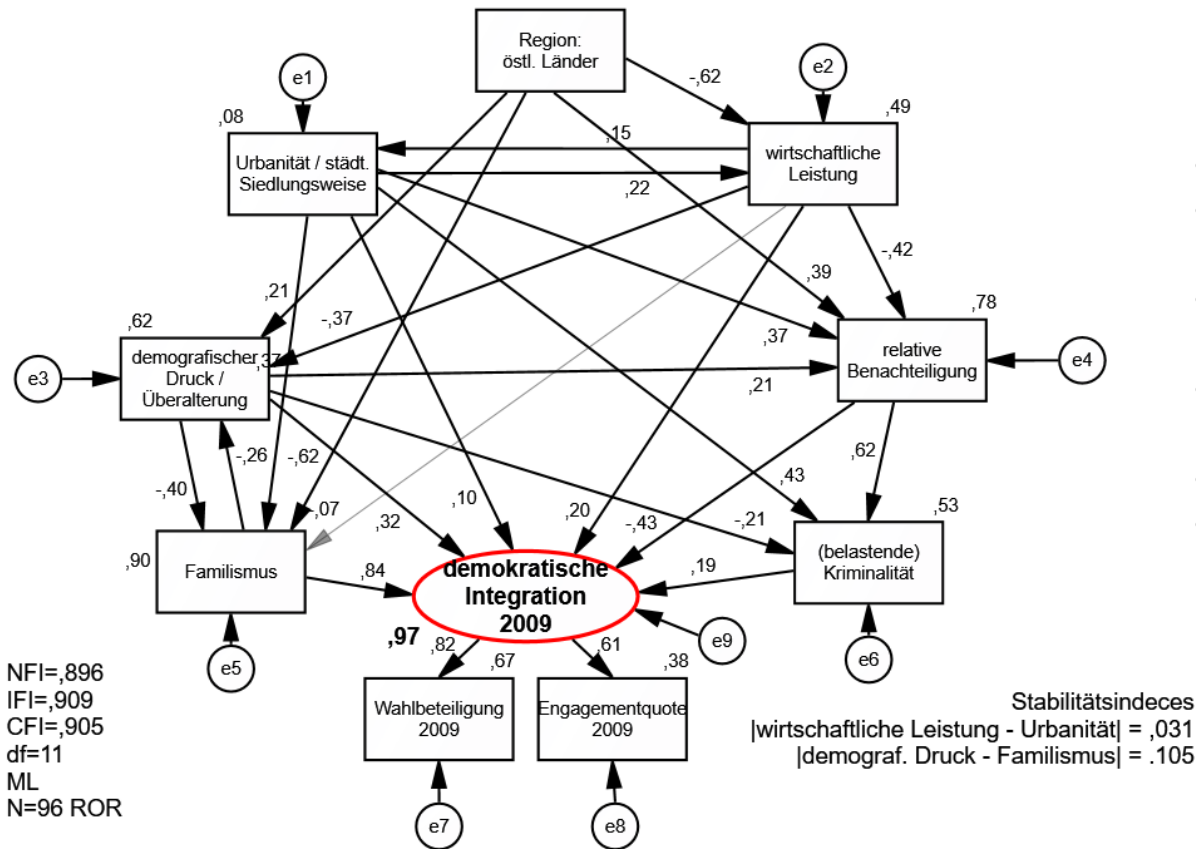 Region:
östl. Länder
e1
e2
-,62
,08
,49
,15
Urbanität / städt.
Siedlungsweise
wirtschaftliche
Leistung
,22
-,42
,39
,21
-,37
,78
,62
,37
demografischer
Druck /
Überalterung
,37
relative
Benachteiligung
e3
e4
,21
-,26
-,62
,62
,43
-,40
-,07
,32
,10
,20
-,43
-,21
,53
,90
Familismus
,84
demokratische
Integration
2009
,19
(belastende)
Kriminalität
,97
,82
,67
,61
,38
e9
e5
e6
NFI=,896
IFI=,909
CFI=,905
df=11
ML
N=96 ROR
Wahlbeteiligung
2009
Engagementquote
2009
Stabilitätsindeces
|wirtschaftliche Leistung - Urbanität| = ,031
|demograf. Druck - Familismus| = .105
e7
e8